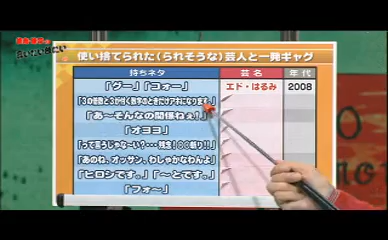 使い捨てられた(られそうな)芸人と一発ギャグ
持ちネタ 芸名 年代
「グー」「コォー」 エド・はるみ 2008
「3の倍数と3が付く数字のときだけアホになります。」
「あ〜そんなの関係ねぇ!」
「オヨヨ」
「って言うじゃな〜い?・・・残念!○○斬り!!」
「あのね、オッサン、わしゃかなわんよ」
「ヒロシです。」「〜とです。」
「フォ〜」